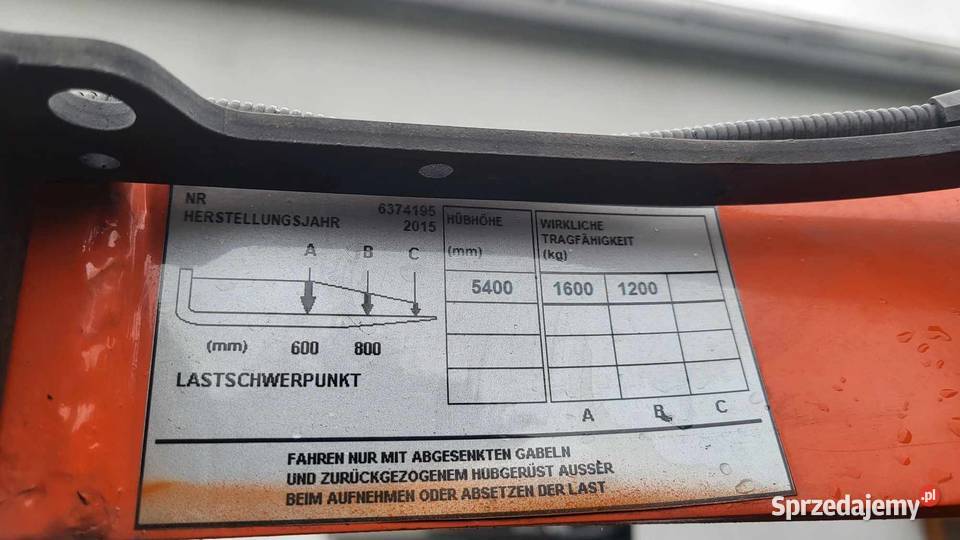 NR 6374195
HERSTELLUNGSJAHR 2015
A B C
(mm) 600 800
LASTSCHWERPUNKT
HÜBHÖHE
(mm)
5400
WIRKLICHE
TRAGFÄHIGKEIT
(kg)
1600 1200
A B C
FAHREN NUR MIT ABGESENKTEN GABELN
UND ZURÜCKGEZOGENEM HUBGERÜST AUSSER
BEIM AUFNEHMEN ODER ABSETZEN DER LAST
Sprzedajemy.pl